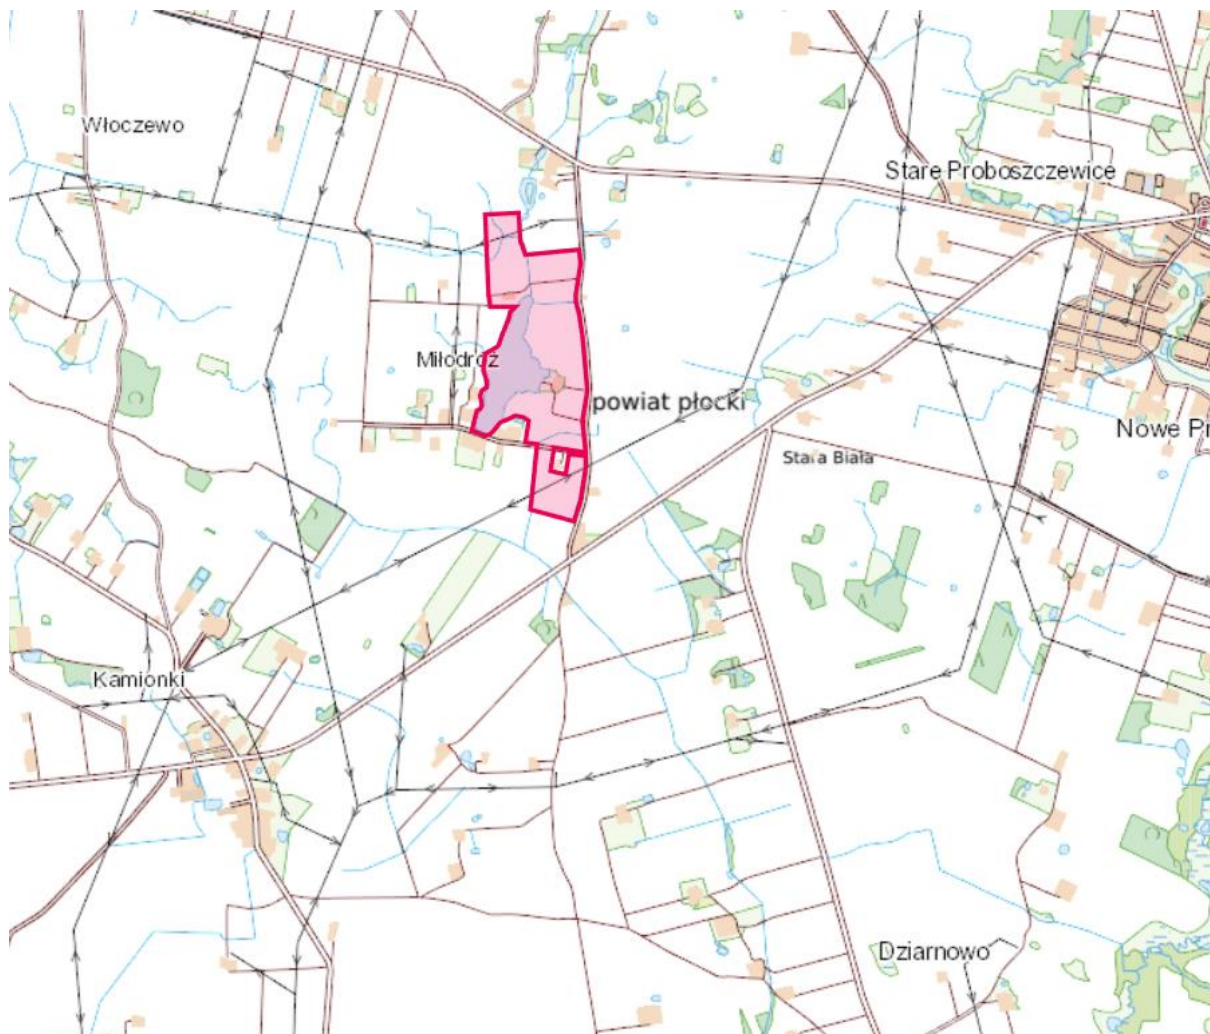 Włoczewo
Stare Proboszczewice
Miłodróż
powiat płocki
Nowe Pr
Stara Biała
Kamionki
Dziarnowo